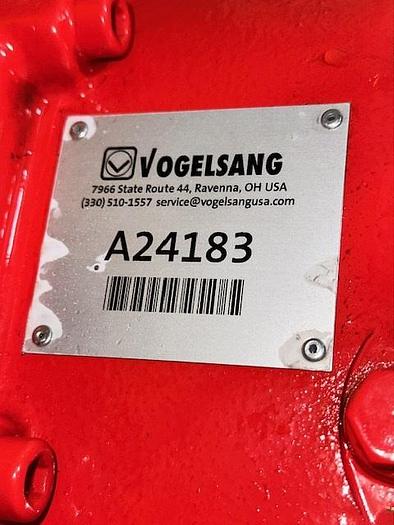 VOGELSANG
7966 State Route 44, Ravenna, OH USA
(330) 510-1557 service@vogelsangusa.com
A24183